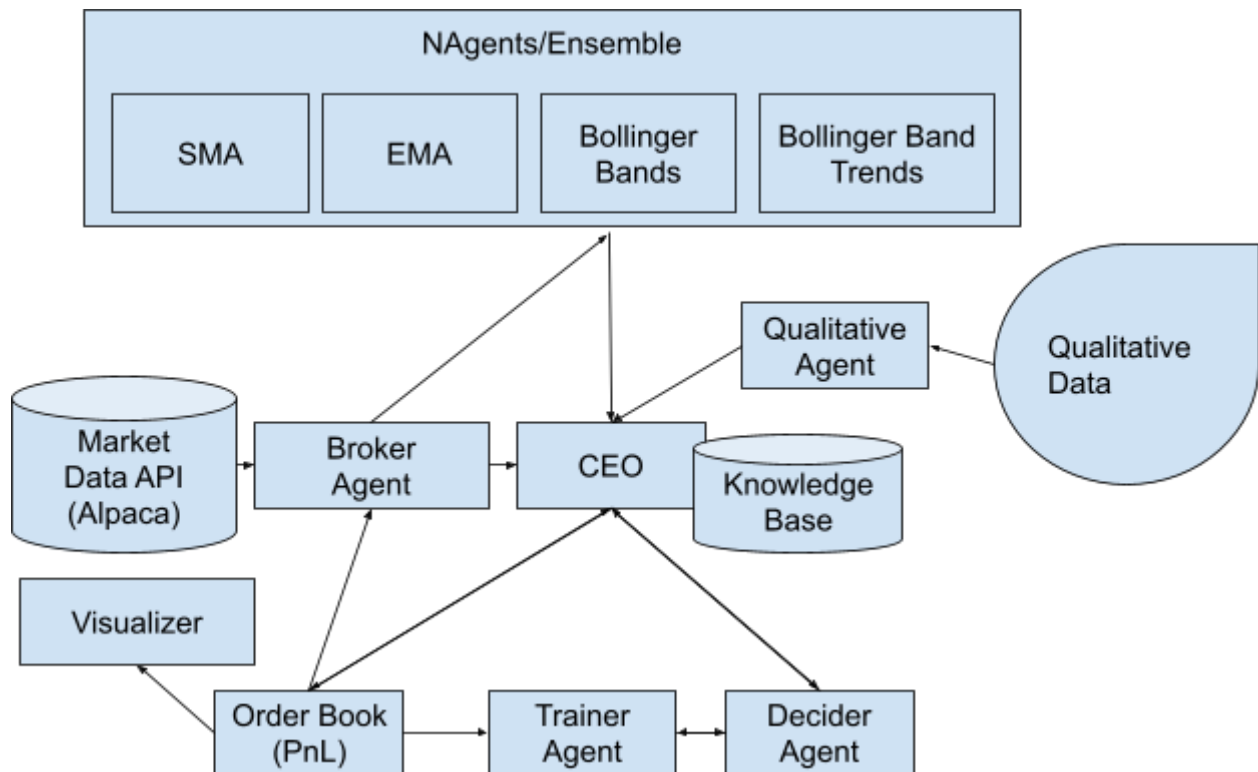 NAgents/Ensemble
SMA
EMA
Bollinger
Bands
Bollinger Band
Trends
Qualitative
Agent
Qualitative
Data
Market
Data API
(Alpaca)
Broker
Agent
CEO
Knowledge
Base
Visualizer
Order Book
(PnL)
Trainer
Agent
Decider
Agent